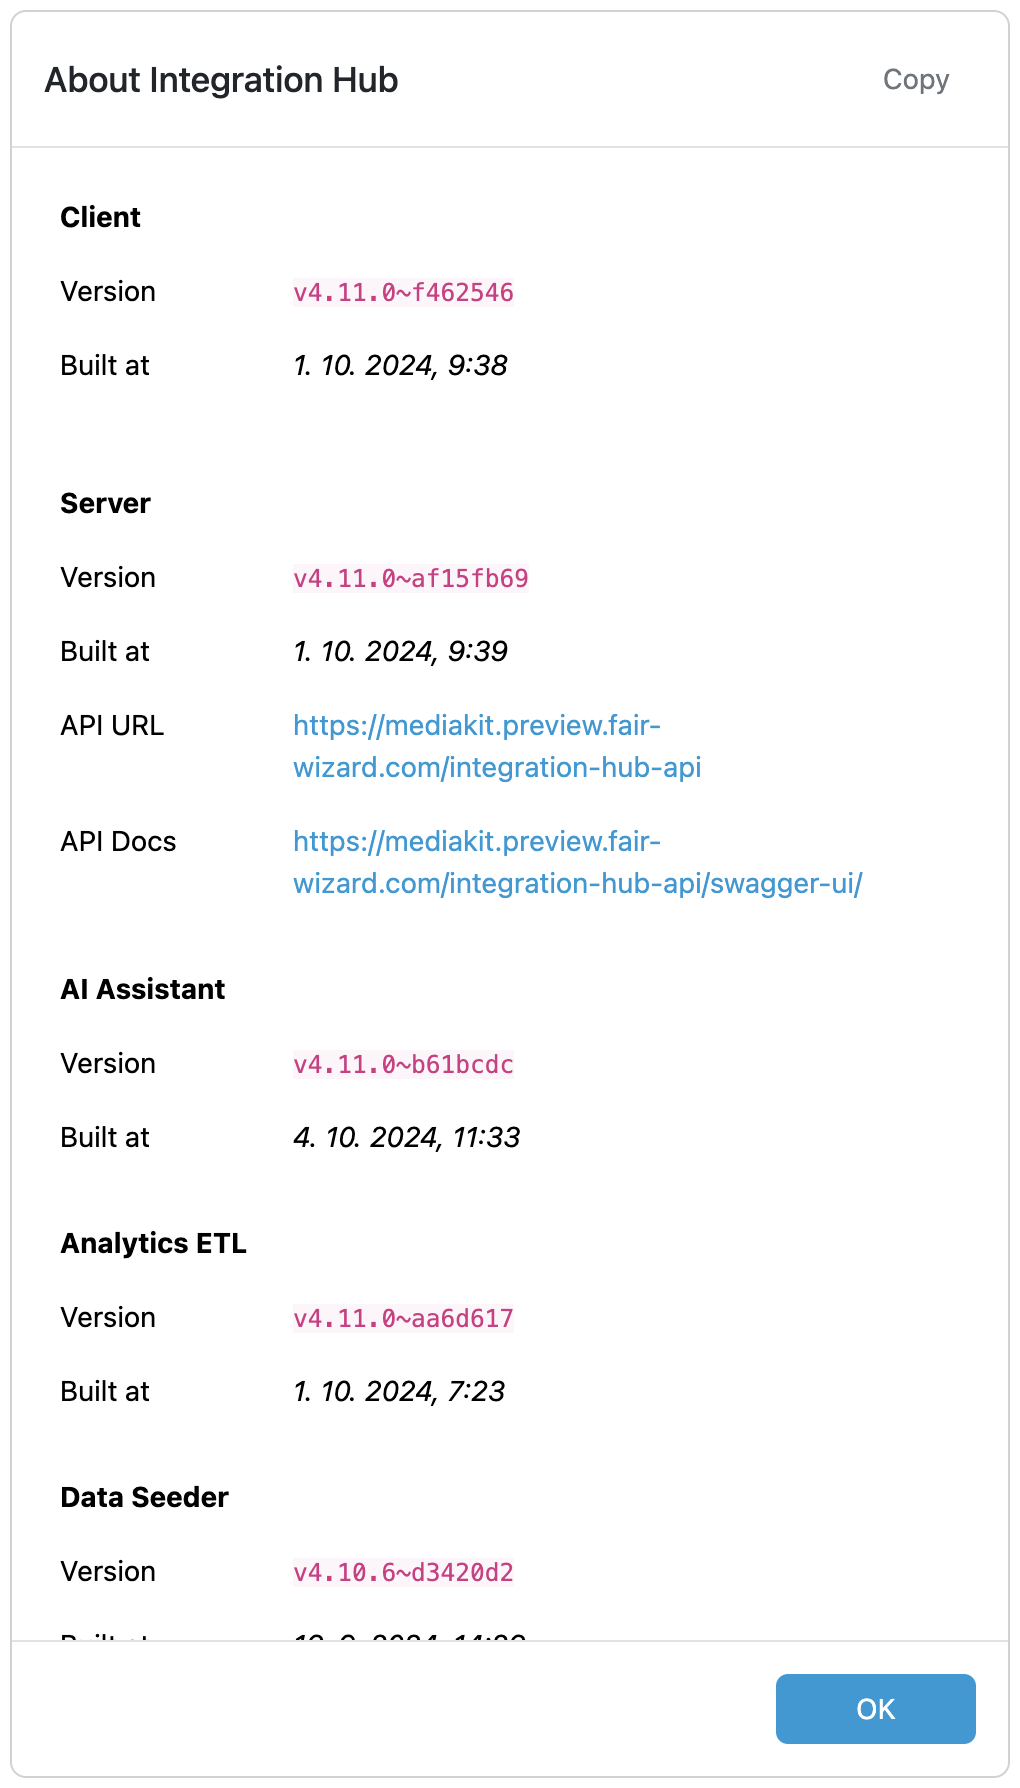 About Integration Hub
Copy
Client
Version v4.11.0~f462546
Built at 1. 10. 2024, 9:38
Server
Version v4.11.0~af15fb69
Built at 1. 10. 2024, 9:39
API URL https://mediakit.preview.fair-
wizard.com/integration-hub-api
API Docs https://mediakit.preview.fair-
wizard.com/integration-hub-api/swagger-ui/
AI Assistant
Version v4.11.0~b61bcdc
Built at 4. 10. 2024, 11:33
Analytics ETL
Version v4.11.0~aa6d617
Built at 1. 10. 2024, 7:23
Data Seeder
Version v4.10.6~d3420d2
Built at
OK